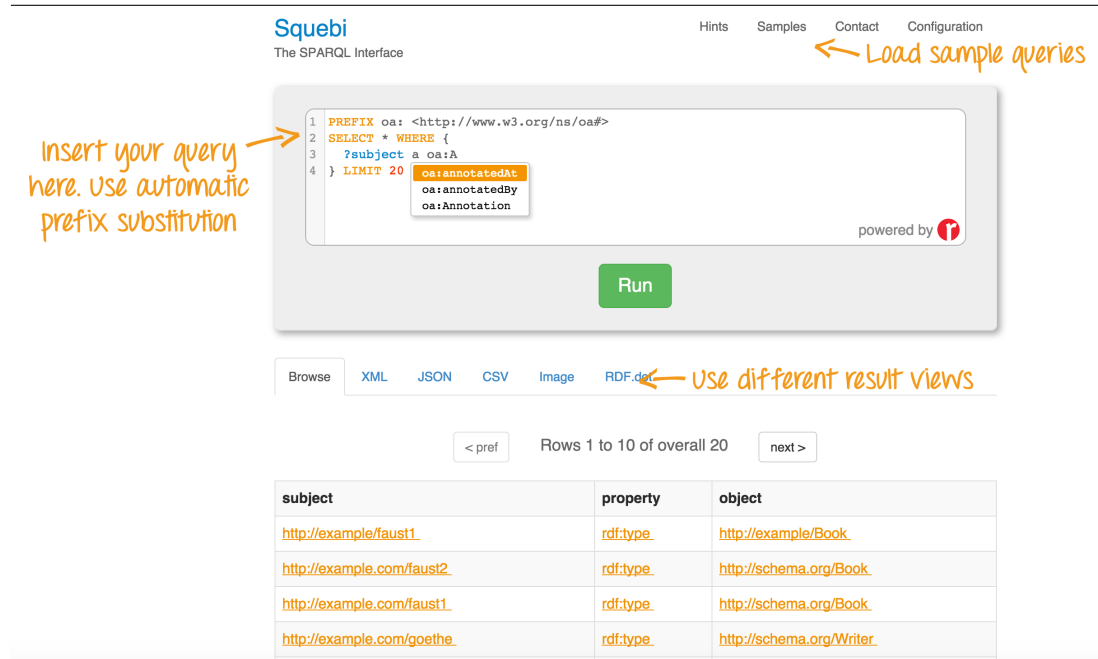 Squebi
The SPARQL Interface
Hints Samples Contact Configuration
Load sample queries
Insert your query
here. Use automatic
prefix substitution
1 PREFIX oa: <http://www.w3.org/ns/oa#>
2 SELECT * WHERE {
3 ?subject a oa:A
4 } LIMIT 20
oa:annotatedAt
oa:annotatedBy
oa:Annotation
powered by r
Run
Browse XML JSON CSV Image RDF.dot
Use different result views
< pref Rows 1 to 10 of overall 20 next >
subject property object
http://example/faust1 rdf:type http://example/Book
http://example.com/faust2 rdf:type http://schema.org/Book
http://example.com/faust1 rdf:type http://schema.org/Book
http://example.com/goethe rdf:type http://schema.org/Writer